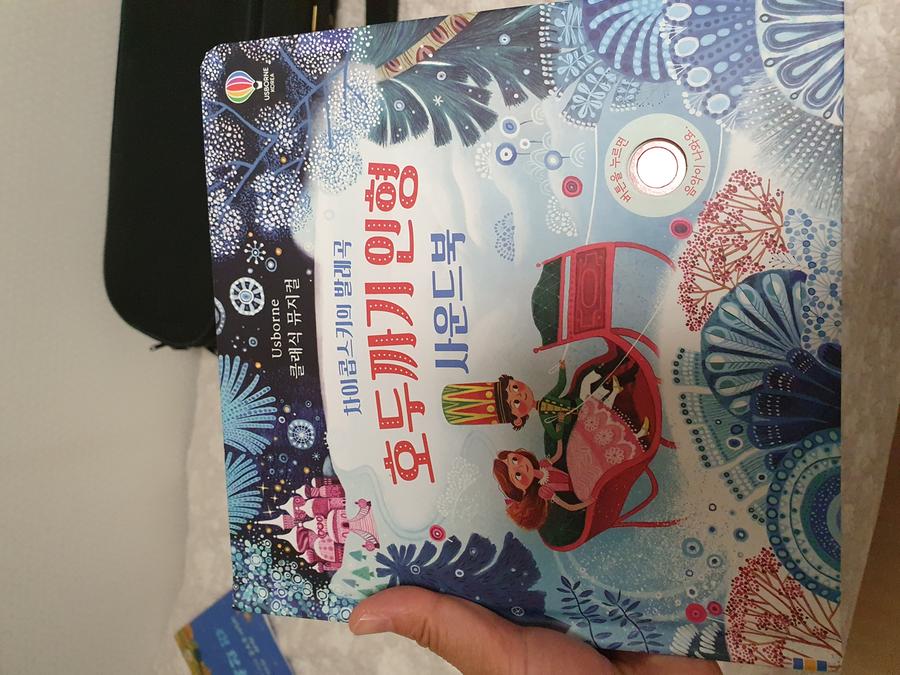 USBORNE
KOREA
Usborne
클래식 뮤지컬
차이콥스키의 발레곡
호두까기 인형
사운드북
버튼을 누르면
음악이 나와요.